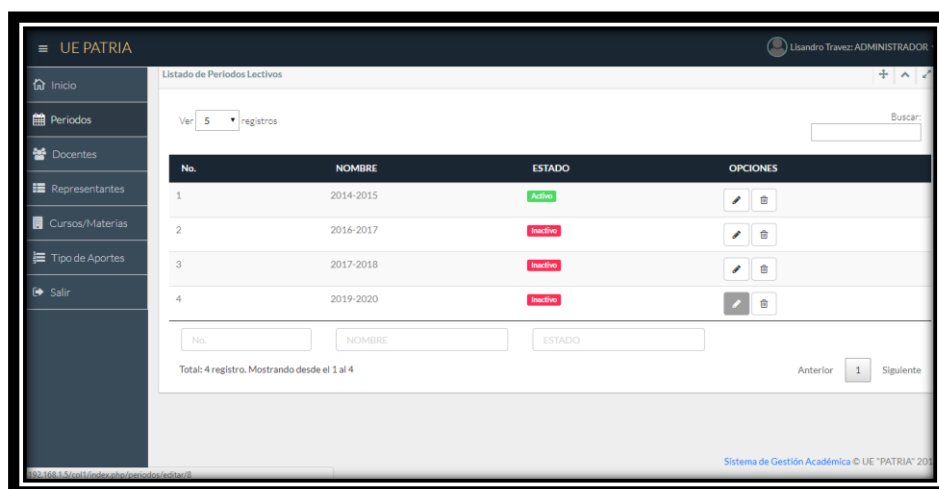 ≡ UE PATRIA
Lisandro Travez: ADMINISTRADOR
Inicio
Periodos
Docentes
Representantes
Cursos/Materias
Tipo de Aportes
Salir
Listado de Periodos Lectivos
Ver 5 registros
Buscar:
No. NOMBRE ESTADO OPCIONES
1 2014-2015 Activo
2 2016-2017 Inactivo
3 2017-2018 Inactivo
4 2019-2020 Inactivo
No. NOMBRE ESTADO
Total: 4 registro. Mostrando desde el 1 al 4
Anterior 1 Siguiente
Sistema de Gestión Académica © UE "PATRIA" 201
192.168.1.5/col1/index.php/periodos/editar/8